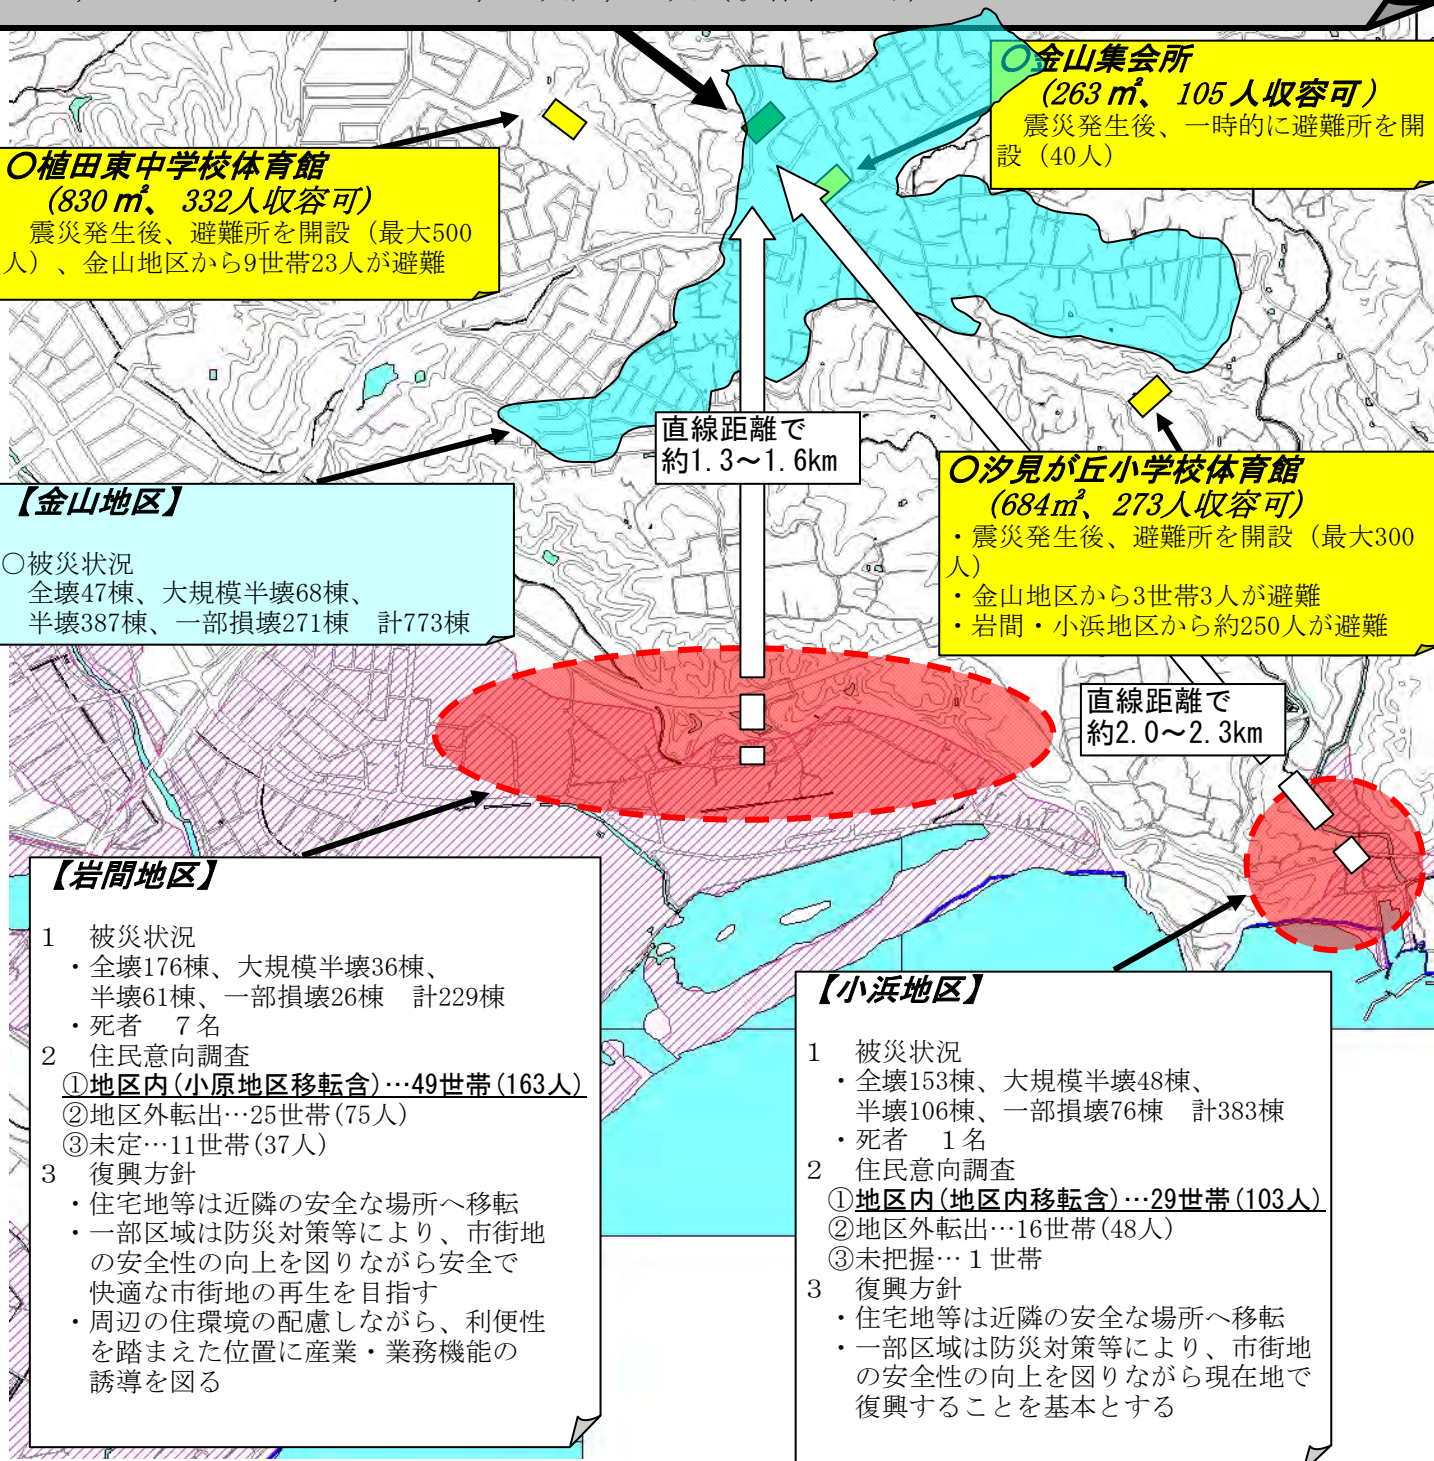 ○金山集会所
(263 ㎡、 105 人収容可 )
震災発生後、一時的に避難所を開
設（40人）
○植田東中学校体育館
(830 ㎡、 332人収容可)
震災発生後、避難所を開設（最大500
人）、金山地区から9世帯23人が避難
直線距離で
約1.3～1.6km
○汐見が丘小学校体育館
(684㎡、273人収容可)
・震災発生後、避難所を開設（最大300
人）
・金山地区から3世帯3人が避難
・岩間・小浜地区から約250人が避難
【金山地区】
○被災状況
全壊47棟、大規模半壊68棟、
半壊387棟、一部損壊271棟　計773棟
直線距離で
約2.0～2.3km
【岩間地区】
1　被災状況
・全壊176棟、大規模半壊36棟、
半壊61棟、一部損壊26棟　計229棟
・死者　７名
2　住民意向調査
①地区内(小原地区移転含)…49世帯(163人)
②地区外転出…25世帯(75人)
③未定…11世帯(37人)
3　復興方針
・住宅地等は近隣の安全な場所へ移転
・一部区域は防災対策等により、市街地
の安全性の向上を図りながら安全で
快適な市街地の再生を目指す
・周辺の住環境の配慮しながら、利便性
を踏まえた位置に産業・業務機能の
誘導を図る
【小浜地区】
1　被災状況
・全壊153棟、大規模半壊48棟、
半壊106棟、一部損壊76棟　計383棟
・死者　１名
2　住民意向調査
①地区内(地区内移転含)…29世帯(103人)
②地区外転出…16世帯(48人)
③未把握…１世帯
3　復興方針
・住宅地等は近隣の安全な場所へ移転
・一部区域は防災対策等により、市街地
の安全性の向上を図りながら現在地で
復興することを基本とする